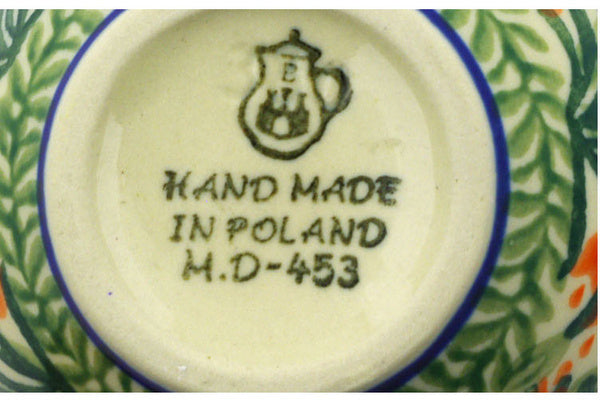 B
HAND MADE
IN POLAND
M.D-453